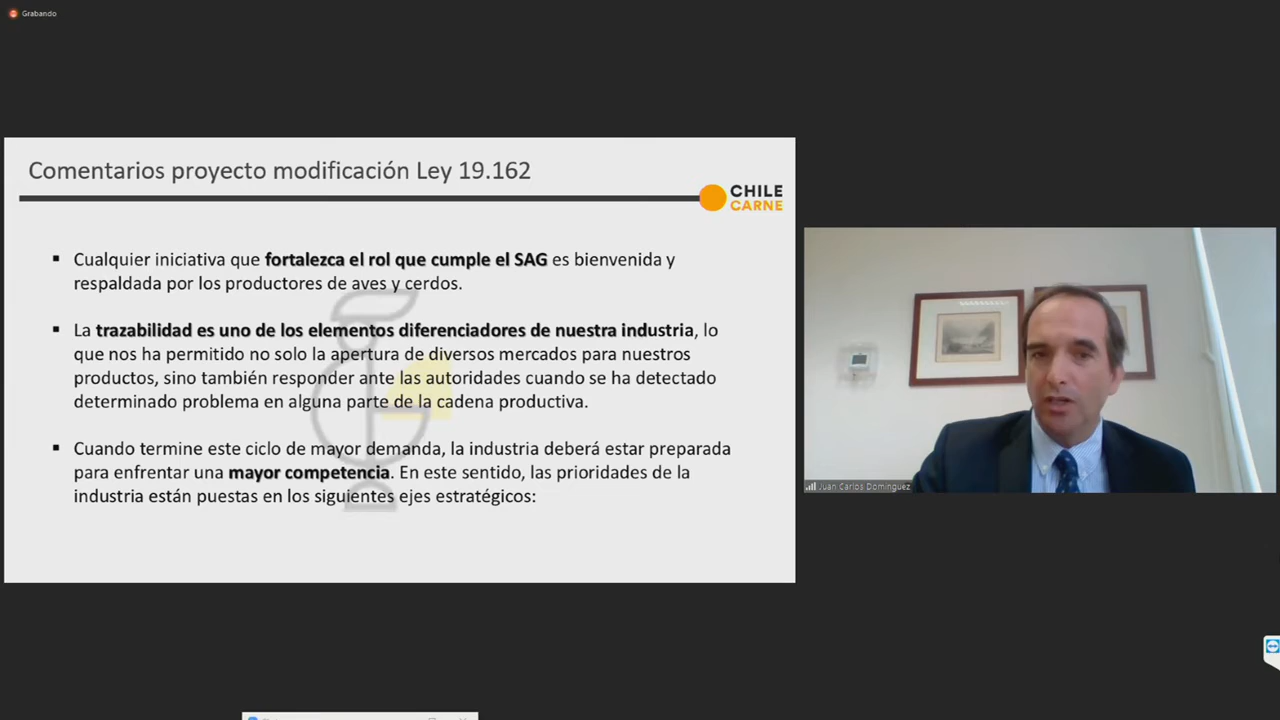 Grabando
Comentarios proyecto modificación Ley 19.162
CHILE
CARNE
▪ Cualquier iniciativa que fortalezca el rol que cumple el SAG es bienvenida y
respaldada por los productores de aves y cerdos.
▪ La trazabilidad es uno de los elementos diferenciadores de nuestra industria, lo
que nos ha permitido no solo la apertura de diversos mercados para nuestros
productos, sino también responder ante las autoridades cuando se ha detectado
determinado problema en alguna parte de la cadena productiva.
▪ Cuando termine este ciclo de mayor demanda, la industria deberá estar preparada
para enfrentar una mayor competencia. En este sentido, las prioridades de la
industria están puestas en los siguientes ejes estratégicos:
Juan Carlos Dominguez